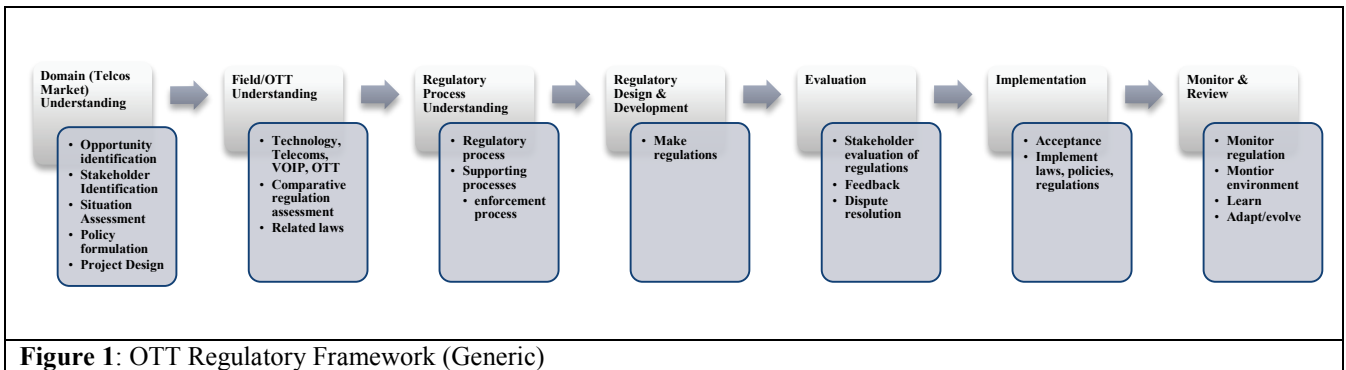 Domain (Telcos
Market)
Understanding
• Opportunity
identification
• Stakeholder
Identification
• Situation
Assessment
• Policy
formulation
• Project Design
Field/OTT
Understanding
• Technology,
Telecoms,
VOIP, OTT
• Comparative
regulation
assessment
• Related laws
Regulatory
Process
Understanding
• Regulatory
process
• Supporting
processes
• enforcement
process
Regulatory
Design &
Development
• Make
regulations
Evaluation
• Stakeholder
evaluation of
regulations
• Feedback
• Dispute
resolution
Implementation
• Acceptance
• Implement
laws, policies,
regulations
Monitor &
Review
• Monitor
regulation
• Montior
environment
• Learn
• Adapt/evolve
Figure 1: OTT Regulatory Framework (Generic)